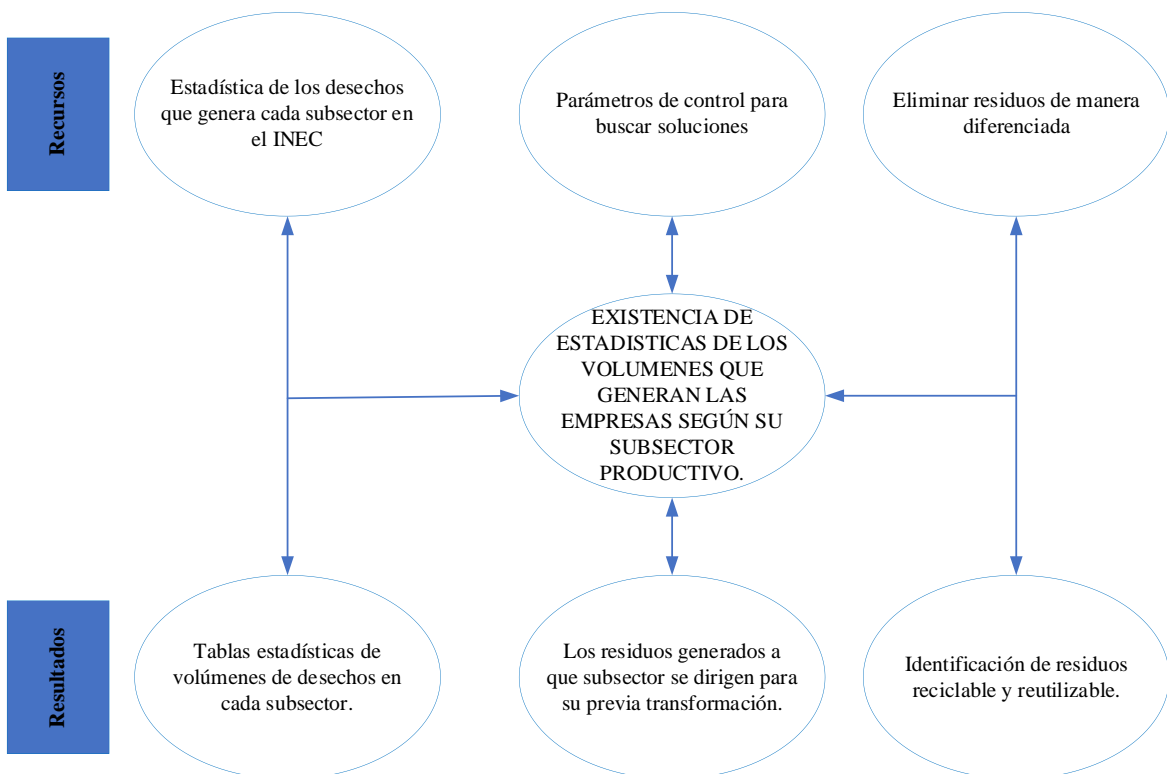 Recursos
Estadística de los desechos
que genera cada subsector en
el INEC
Parámetros de control para
buscar soluciones
Eliminar residuos de manera
diferenciada
EXISTENCIA DE
ESTADISTICAS DE LOS
VOLUMENES QUE
GENERAN LAS
EMPRESAS SEGÚN SU
SUBSECTOR
PRODUCTIVO.
Resultados
Tablas estadísticas de
volúmenes de desechos en
cada subsector.
Los residuos generados a
que subsector se dirigen para
su previa transformación.
Identificación de residuos
reciclable y reutilizable.